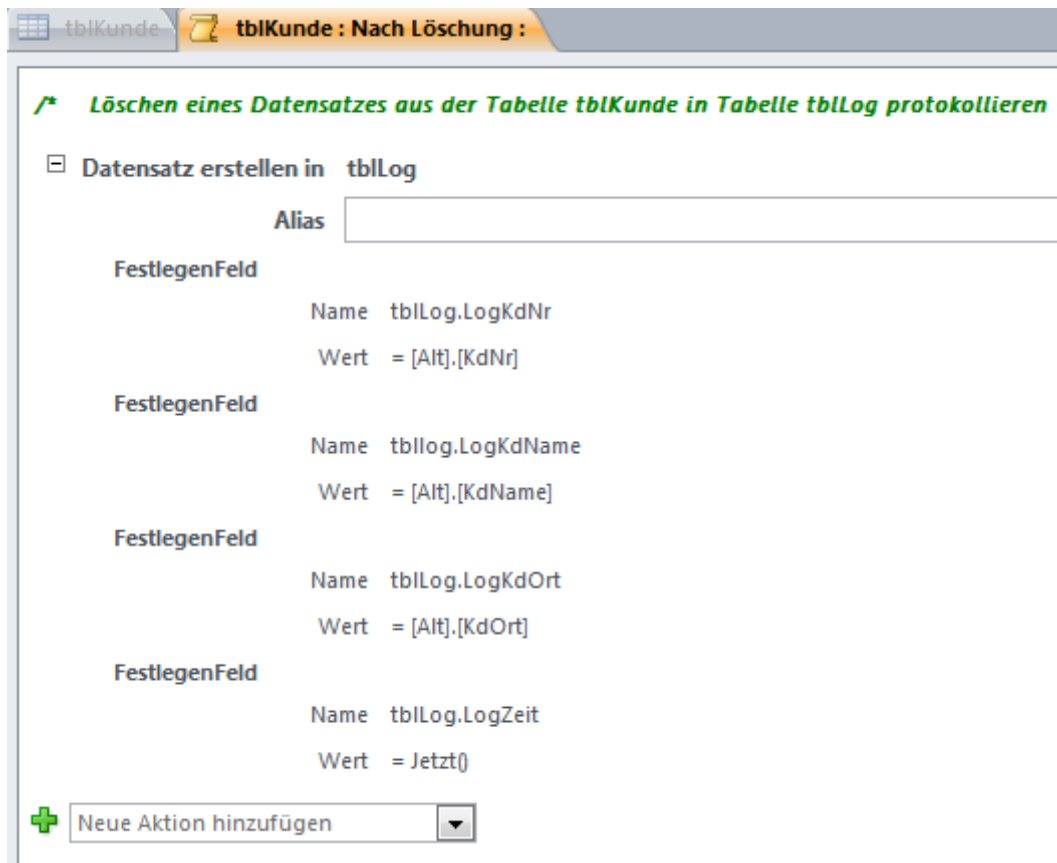 tblKunde
tblKunde : Nach Löschung :
/* Löschen eines Datensatzes aus der Tabelle tblKunde in Tabelle tblLog protokollieren
Datensatz erstellen in tblLog
Alias
FestlegenFeld
Name tblLog.LogKdNr
Wert = [Alt].[KdNr]
FestlegenFeld
Name tbllog.LogKdName
Wert = [Alt].[KdName]
FestlegenFeld
Name tblLog.LogKdOrt
Wert = [Alt].[KdOrt]
FestlegenFeld
Name tblLog.LogZeit
Wert = Jetzt()
Neue Aktion hinzufügen